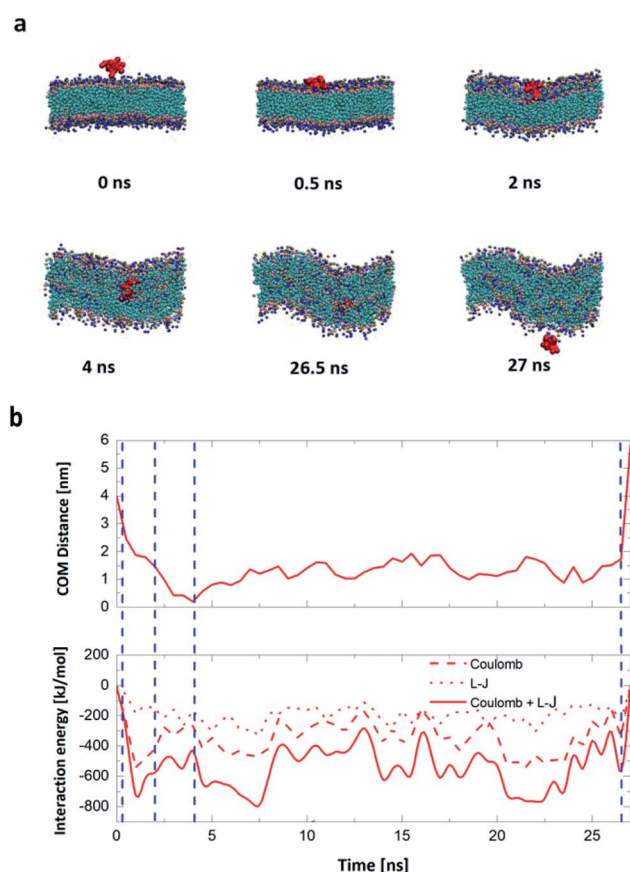 a
0 ns
0.5 ns
2 ns
4 ns
26.5 ns
27 ns
b
6
5
4
3
2
1
0
COM Distance [nm]
200
0
-200
-400
-600
-800
Interaction energy [kJ/mol]
Coulomb
L-J
Coulomb + L-J
0
5
10
15
20
25
Time [ns]